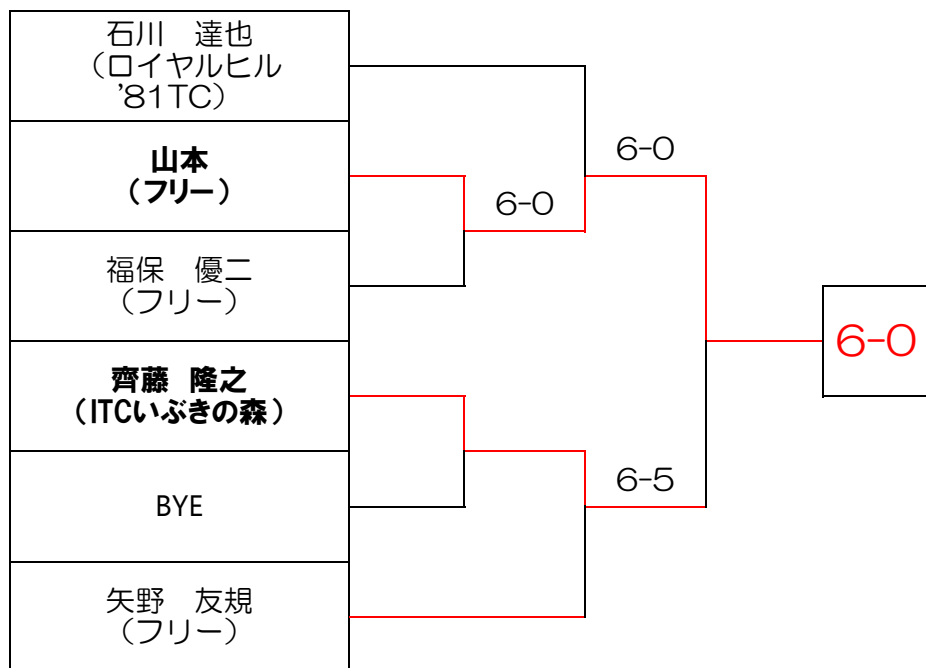 石川　達也
（ロイヤルヒル
’81TC）
山本
（フリー）
福保　優二
（フリー）
齊藤　隆之
（ITCいぶきの森）
BYE
矢野　友規
（フリー）
6-0
6-0
6-5
6-0